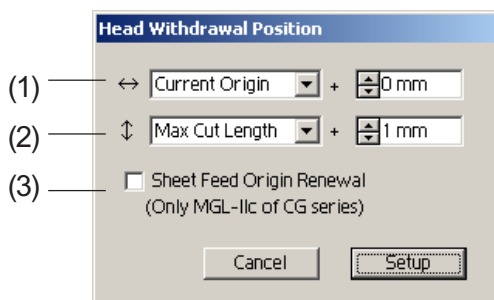 Head Withdrawal Position
(1) ↔ Current Origin + 0 mm
(2) ↕ Max Cut Length + 1 mm
(3) Sheet Feed Origin Renewal
(Only MGL-IIc of CG series)
Cancel Setup